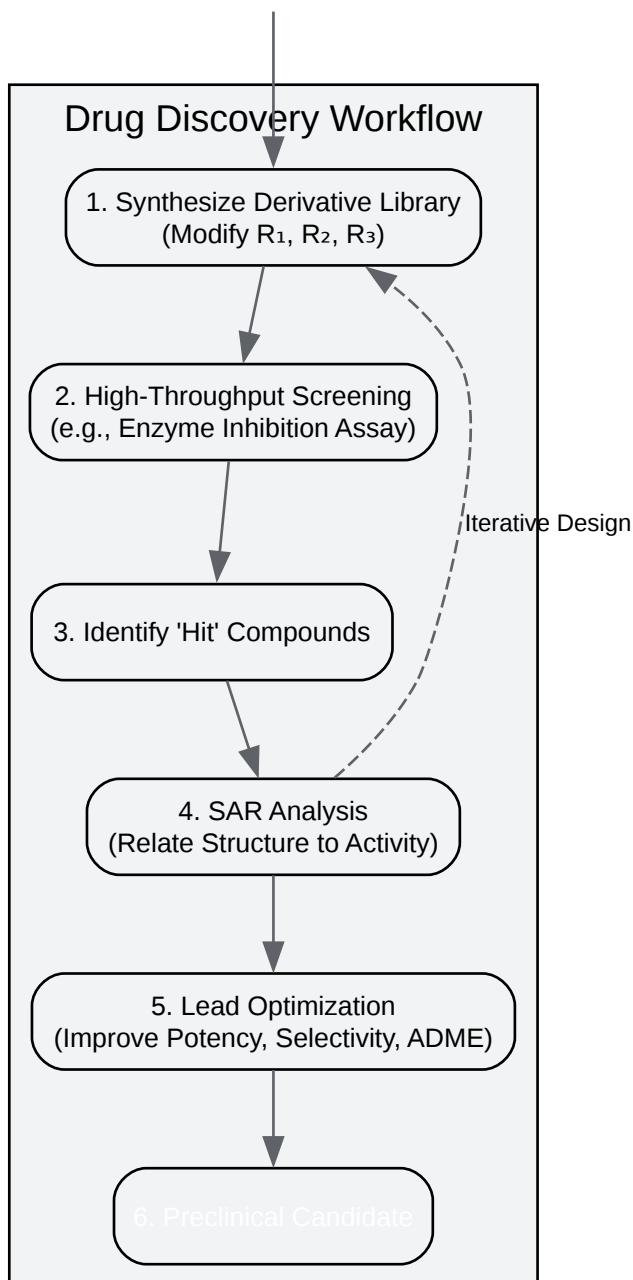 Drug Discovery Workflow
1. Synthesize Derivative Library
(Modify R₁, R₂, R₃)
2. High-Throughput Screening
(e.g., Enzyme Inhibition Assay)
Iterative Design
3. Identify 'Hit' Compounds
4. SAR Analysis
(Relate Structure to Activity)
5. Lead Optimization
(Improve Potency, Selectivity, ADME)
6. Preclinical Candidate